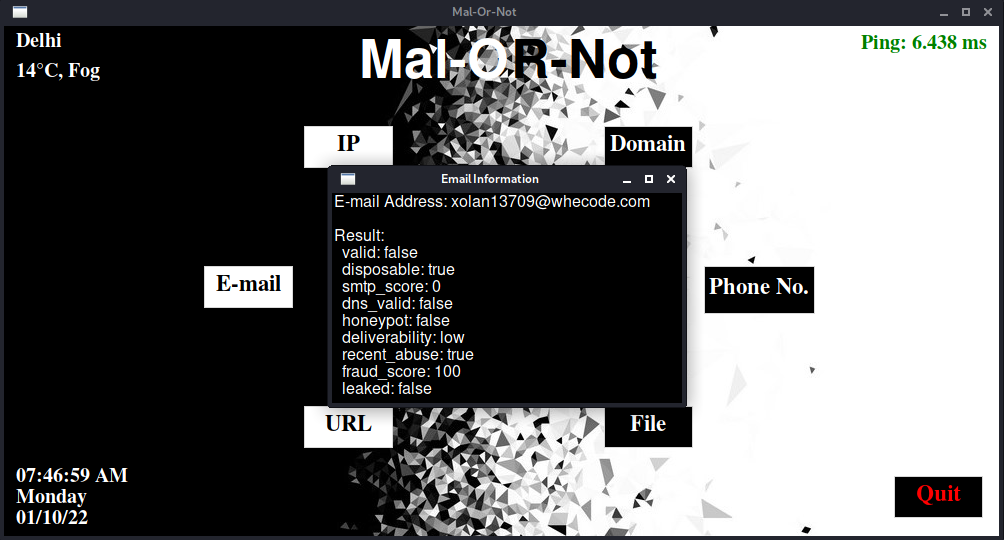 Mal-Or-Not
Delhi
14°C, Fog
Mal-OR-Not
Ping: 6.438 ms
IP
Domain
Email Information
E-mail Address: xolan13709@whecode.com
Result:
valid: false
disposable: true
smtp_score: 0
dns_valid: false
honeypot: false
deliverability: low
recent_abuse: true
fraud_score: 100
leaked: false
E-mail
Phone No.
URL
File
07:46:59 AM
Monday
01/10/22
Quit